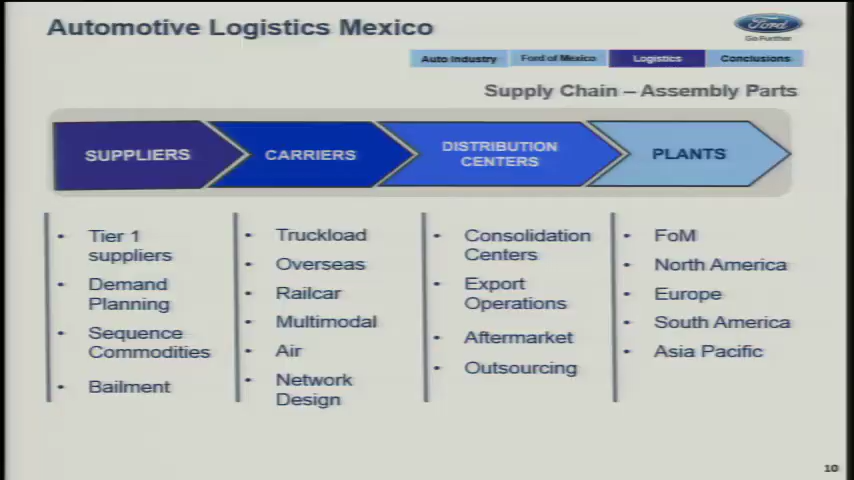 Automotive Logistics Mexico
Ford
Go Further
Auto Industry
Ford of Mexico
Logistics
Conclusions
Supply Chain – Assembly Parts
SUPPLIERS
CARRIERS
DISTRIBUTION
CENTERS
PLANTS
• Tier 1
suppliers
• Demand
Planning
• Sequence
Commodities
• Bailment
• Truckload
• Overseas
• Railcar
• Multimodal
• Air
• Network
Design
• Consolidation
Centers
• Export
Operations
• Aftermarket
• Outsourcing
• FoM
• North America
• Europe
• South America
• Asia Pacific
10